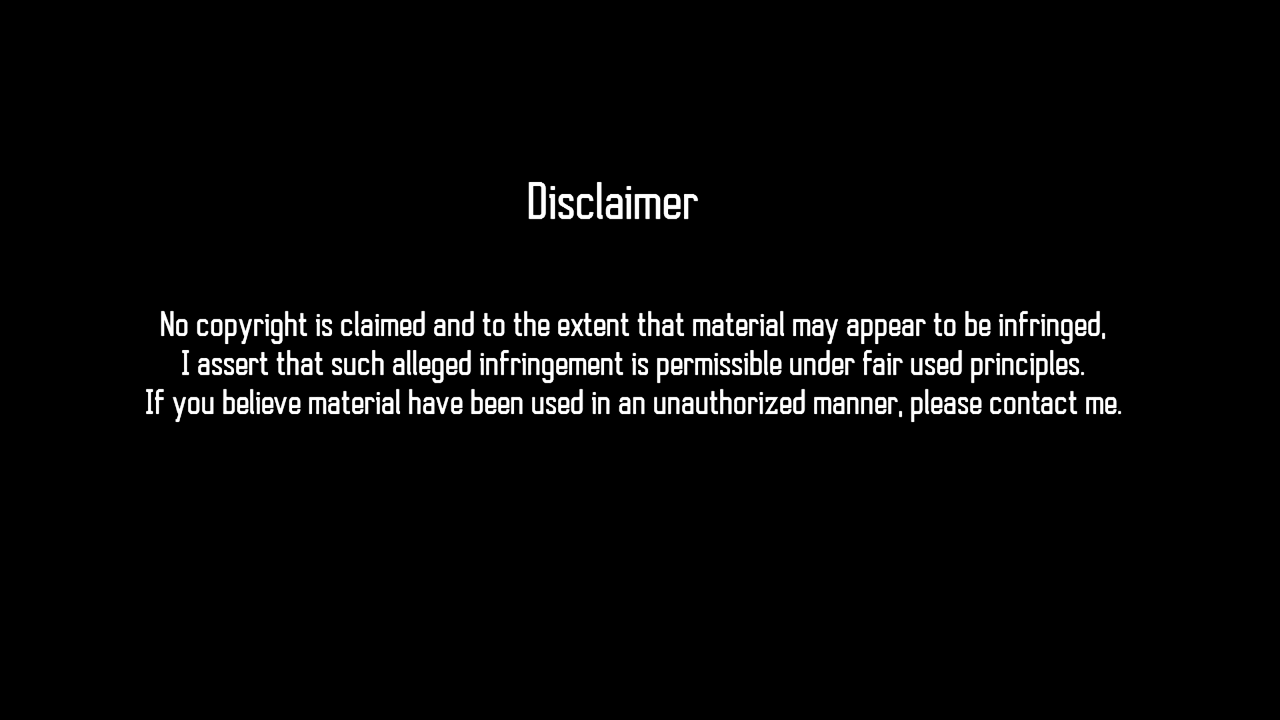 Disclaimer
No copyright is claimed and to the extent that material may appear to be infringed,
I assert that such alleged infringement is permissible under fair used principles.
If you believe material have been used in an unauthorized manner, please contact me.